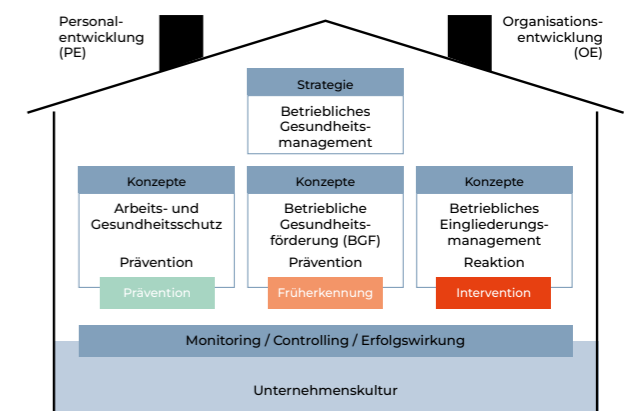 Personal-
entwicklung
(PE)
Organisations-
entwicklung
(OE)
Strategie
Betriebliches
Gesundheits-
management
Konzepte
Arbeits- und
Gesundheitsschutz
Prävention
Prävention
Konzepte
Betriebliche
Gesundheits-
förderung (BGF)
Prävention
Früherkennung
Konzepte
Betriebliches
Eingliederungs-
management
Reaktion
Intervention
Monitoring / Controlling / Erfolgswirkung
Unternehmenskultur